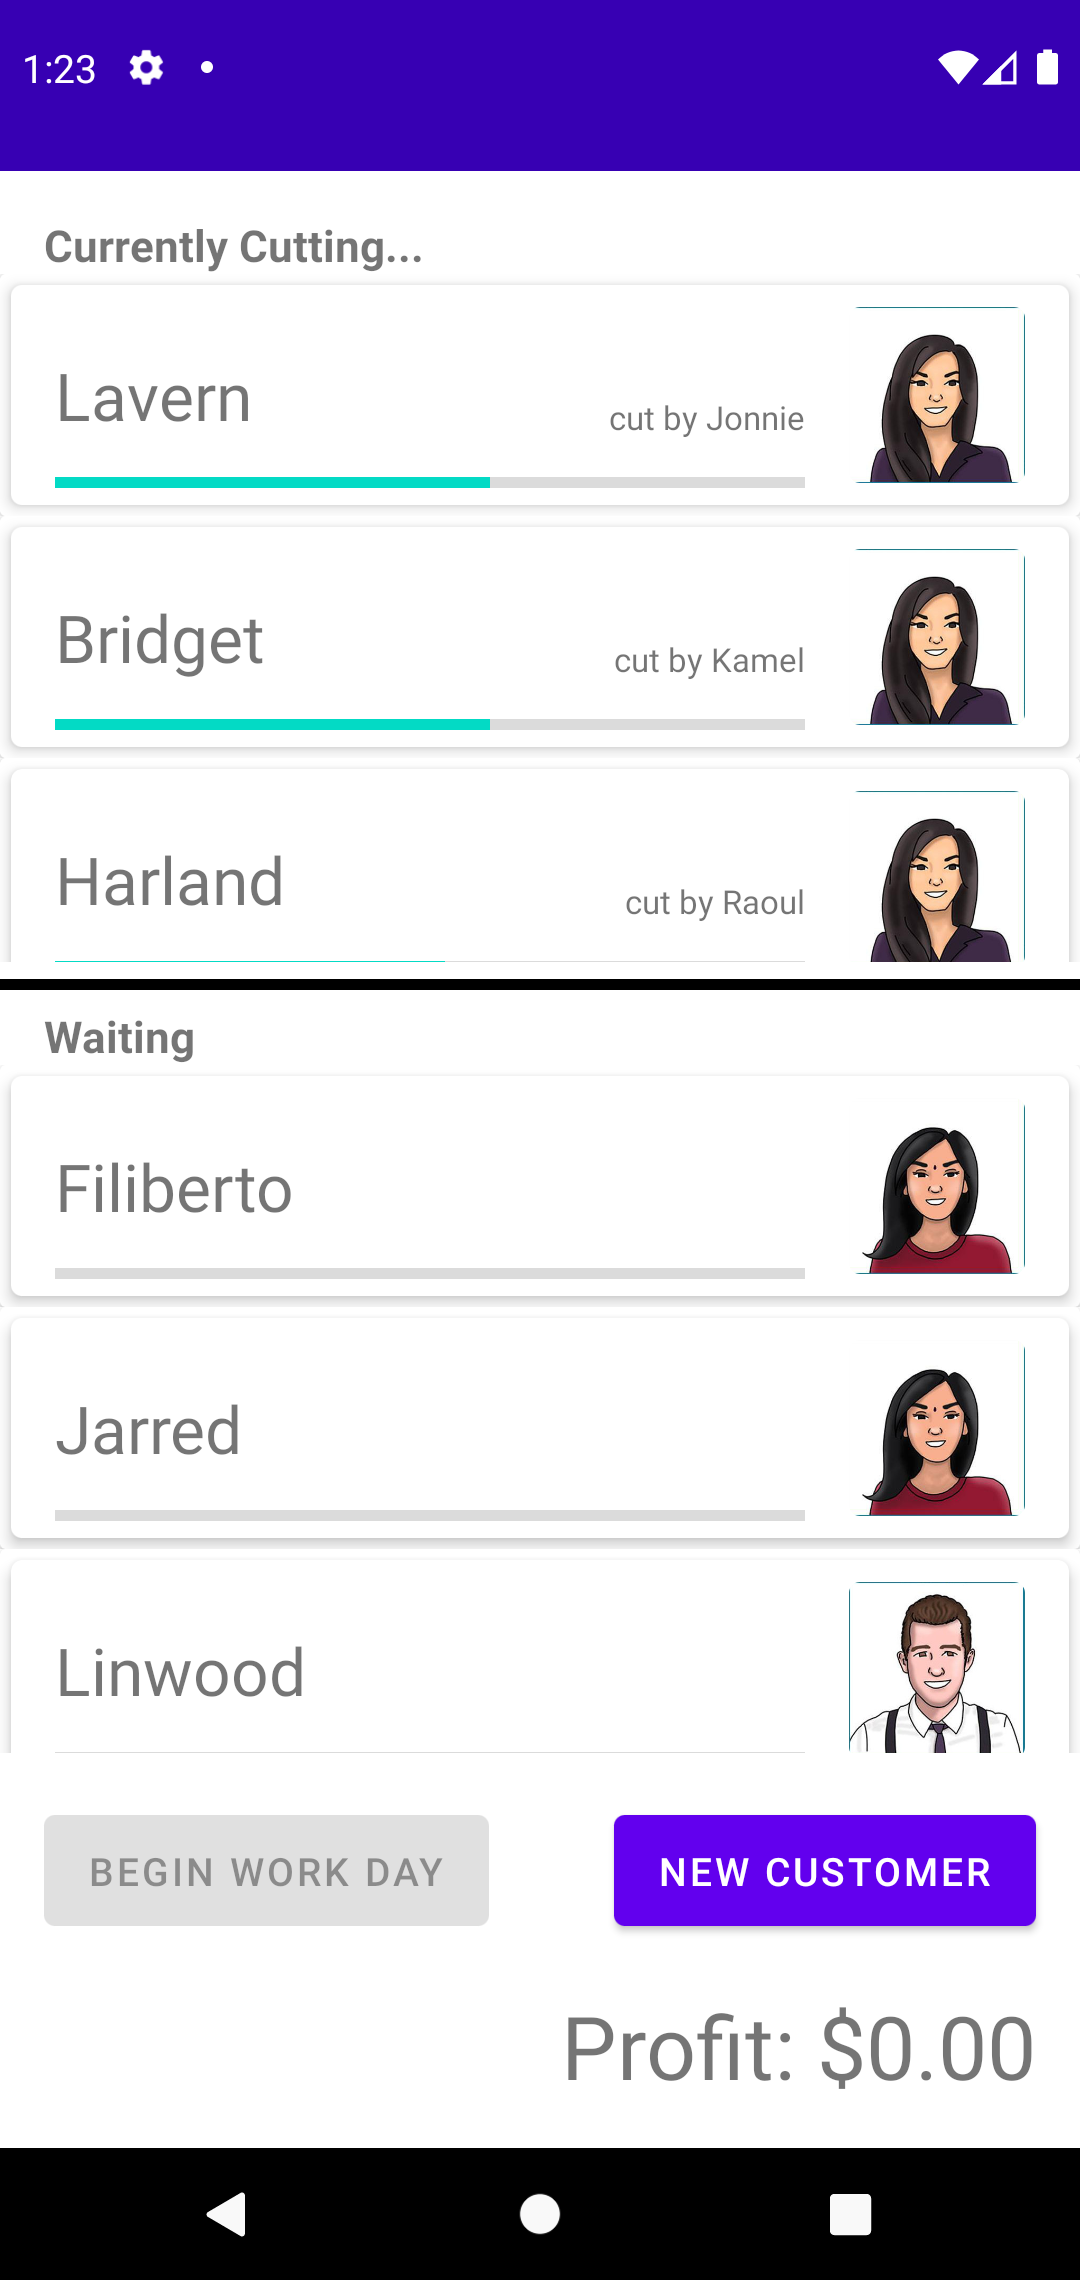 1:23
Currently Cutting...
Lavern
cut by Jonnie
Bridget
cut by Kamel
Harland
cut by Raoul
Waiting
Filiberto
Jarred
Linwood
BEGIN WORK DAY
NEW CUSTOMER
Profit: $0.00